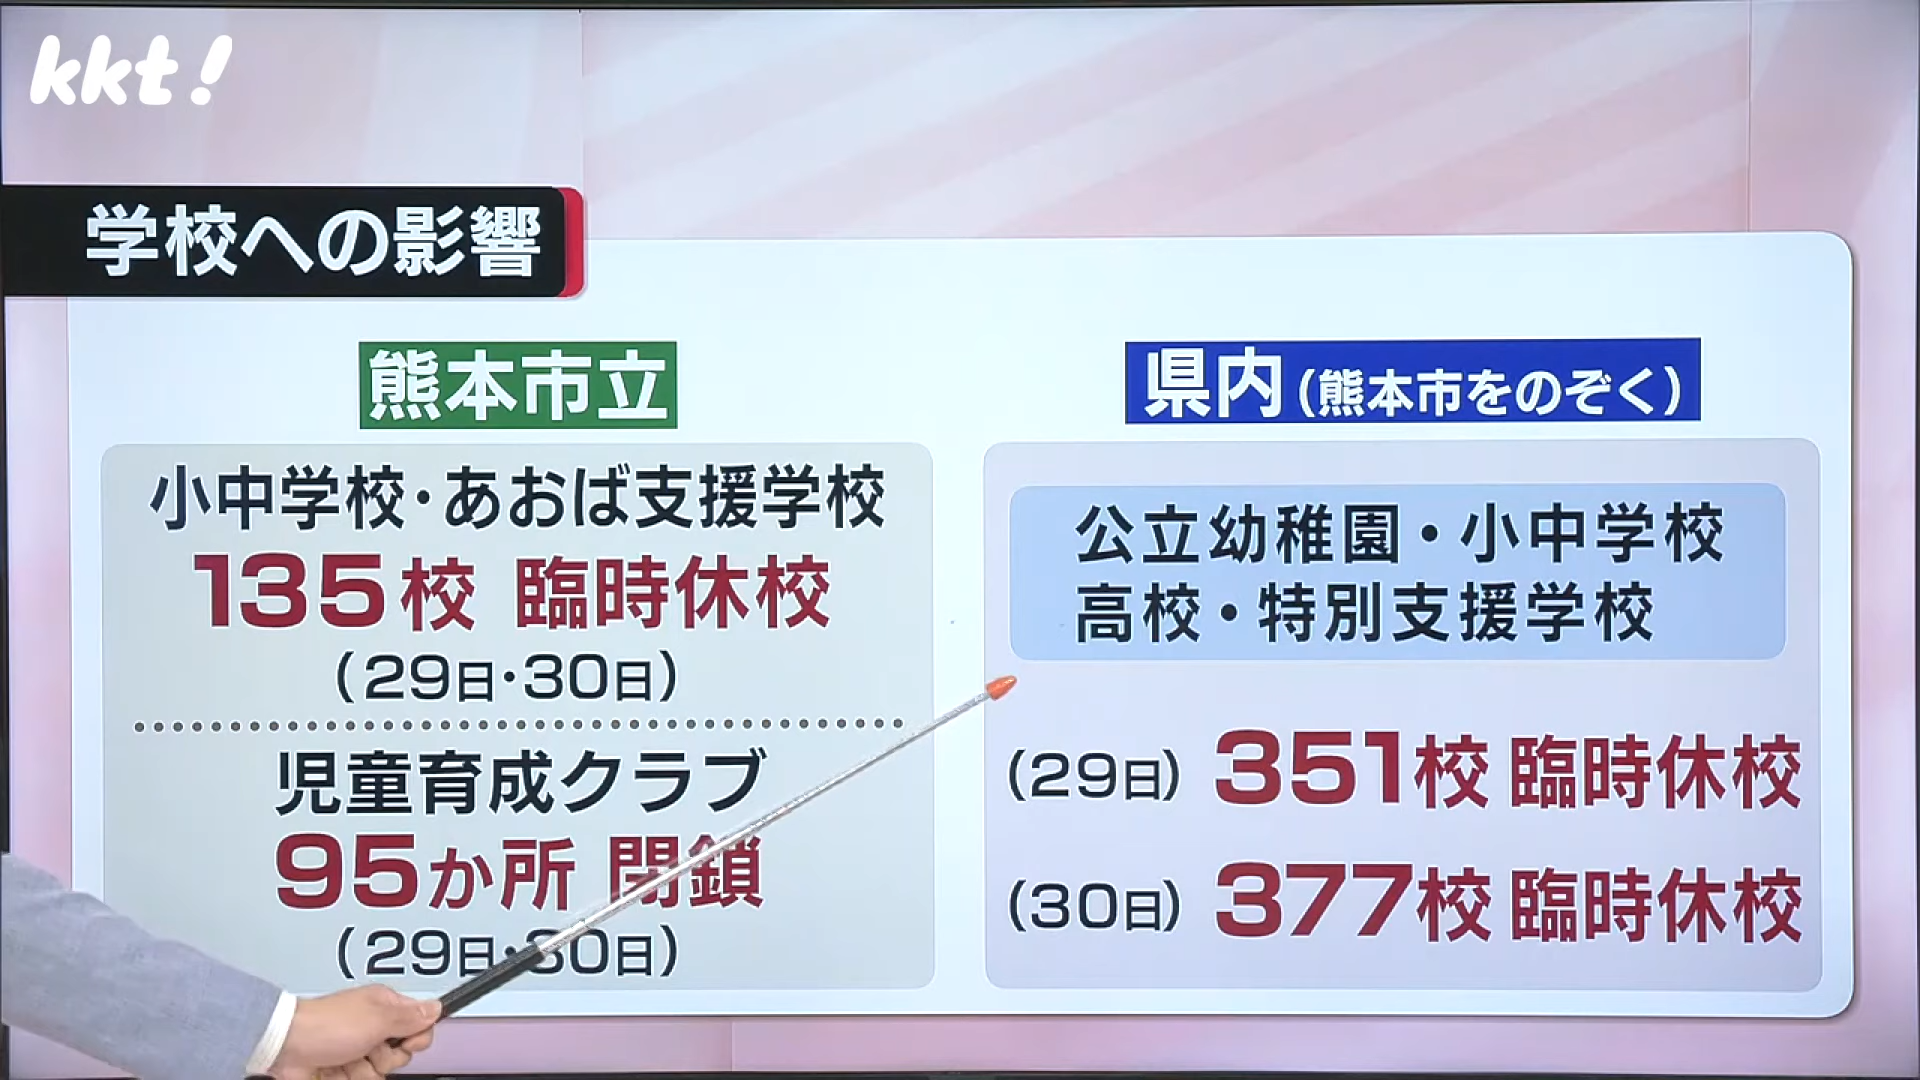 kkt!
学校への影響
熊本市立
小中学校・あおば支援学校
135校 臨時休校
(29日・30日)
児童育成クラブ
95か所 閉鎖
(29日・30日)
県内(熊本市をのぞく)
公立幼稚園・小中学校
高校・特別支援学校
(29日) 351校 臨時休校
(30日) 377校 臨時休校